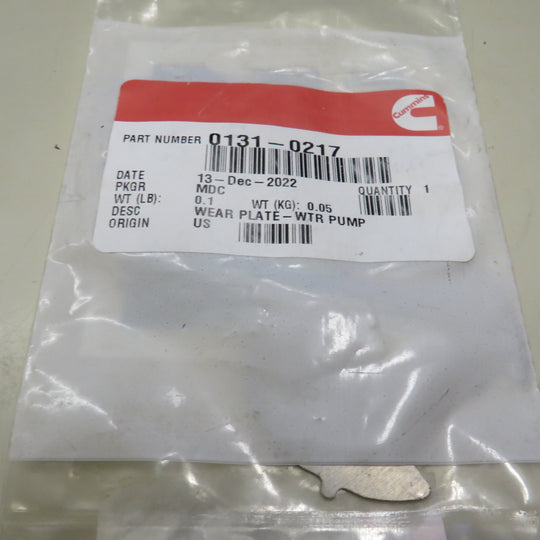 Cummins
PART NUMBER 0131-0217
DATE 13-Dec-2022
PKGR MDC QUANTITY 1
WT (LB): 0.1 WT (KG): 0.05
DESC WEAR PLATE-WTR PUMP
ORIGIN US